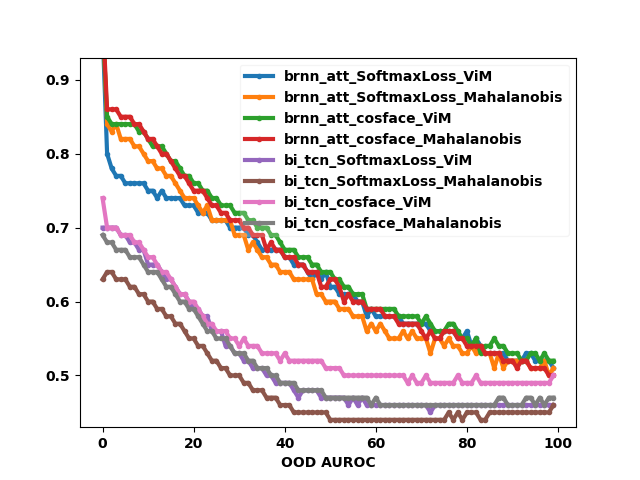 0.9
0.8
0.7
0.6
0.5
brnn_att_SoftmaxLoss_ViM
brnn_att_SoftmaxLoss_Mahalanobis
brnn_att_cosface_ViM
brnn_att_cosface_Mahalanobis
bi_tcn_SoftmaxLoss_ViM
bi_tcn_SoftmaxLoss_Mahalanobis
bi_tcn_cosface_ViM
bi_tcn_cosface_Mahalanobis
0 20 40 60 80 100
OOD AUROC